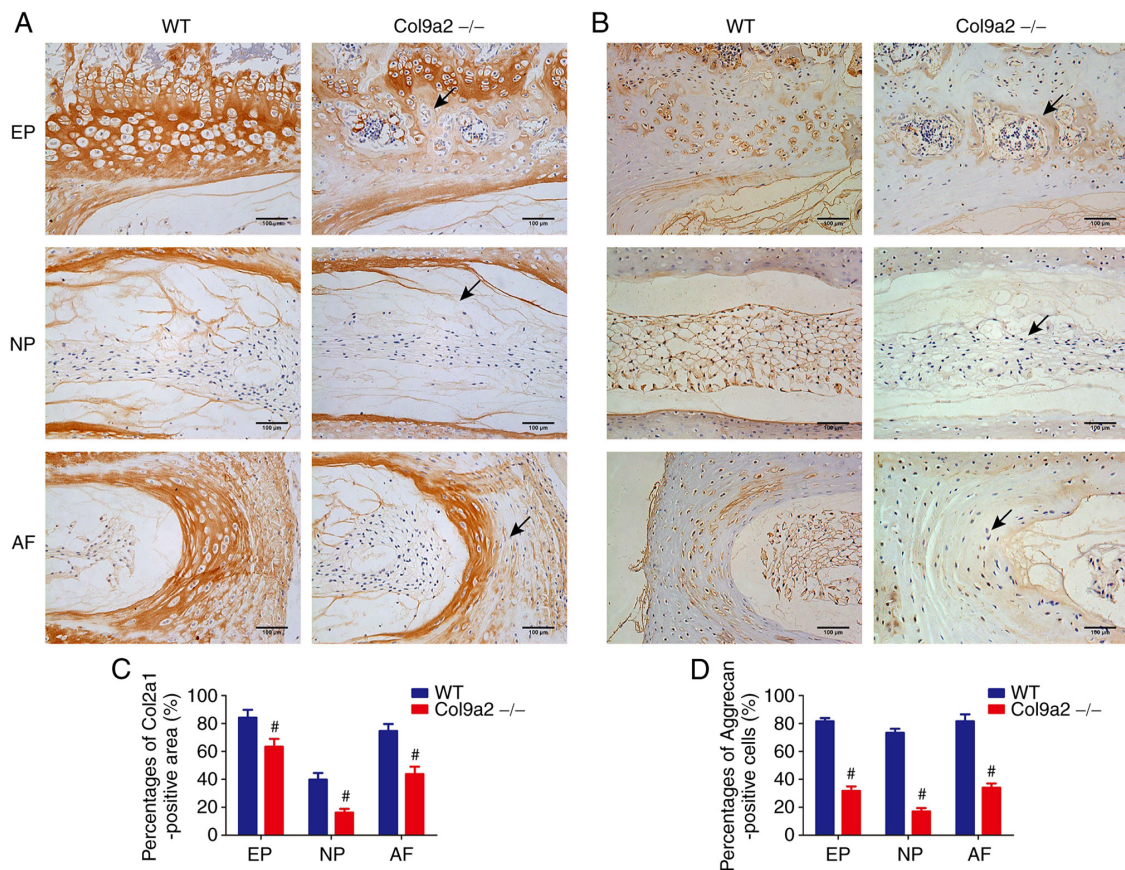 A
WT
Col9a2 −/−
B
WT
Col9a2 −/−
EP
100 µm
100 µm
100 µm
100 µm
NP
100 µm
100 µm
100 µm
100 µm
AF
100 µm
100 µm
100 µm
100 µm
C
Percentages of Col2a1
-positive area (%)
100
80
60
40
20
0
WT
Col9a2 −/−
#
#
#
EP
NP
AF
D
Percentages of Aggrecan
-positive cells (%)
100
80
60
40
20
0
WT
Col9a2 −/−
#
#
#
EP
NP
AF